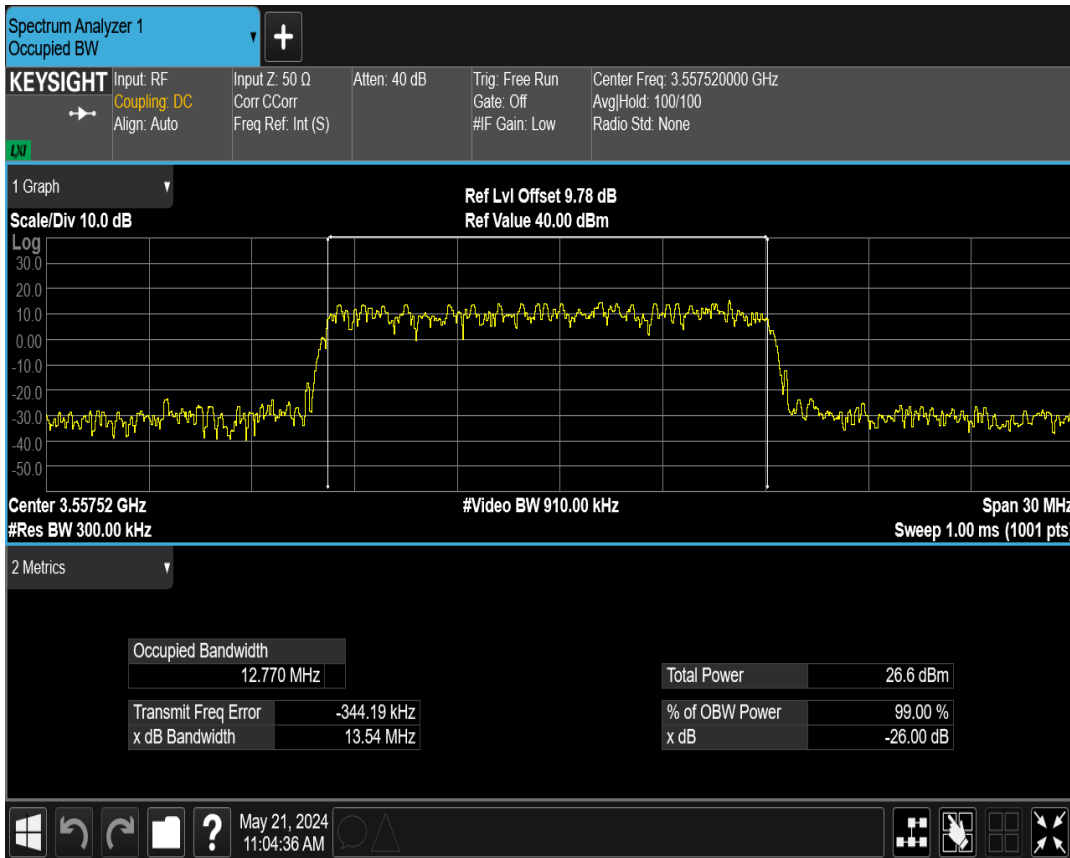 Spectrum Analyzer 1
Occupied BW
+
KEYSIGHT
LXI
Input: RF
Coupling: DC
Align: Auto
Input Z: 50 Ω
Corr CCorr
Freq Ref: Int (S)
Atten: 40 dB
Trig: Free Run
Gate: Off
#IF Gain: Low
Center Freq: 3.557520000 GHz
Avg|Hold: 100/100
Radio Std: None
1 Graph
Scale/Div 10.0 dB
Ref Lvl Offset 9.78 dB
Ref Value 40.00 dBm
Log
30.0
20.0
10.0
0.00
-10.0
-20.0
-30.0
-40.0
-50.0
Center 3.55752 GHz
#Video BW 910.00 kHz
Span 30 MHz
#Res BW 300.00 kHz
Sweep 1.00 ms (1001 pts)
2 Metrics
Occupied Bandwidth
12.770 MHz
Total Power 26.6 dBm
Transmit Freq Error -344.19 kHz
% of OBW Power 99.00 %
x dB Bandwidth 13.54 MHz
x dB -26.00 dB
?
May 21, 2024
11:04:36 AM